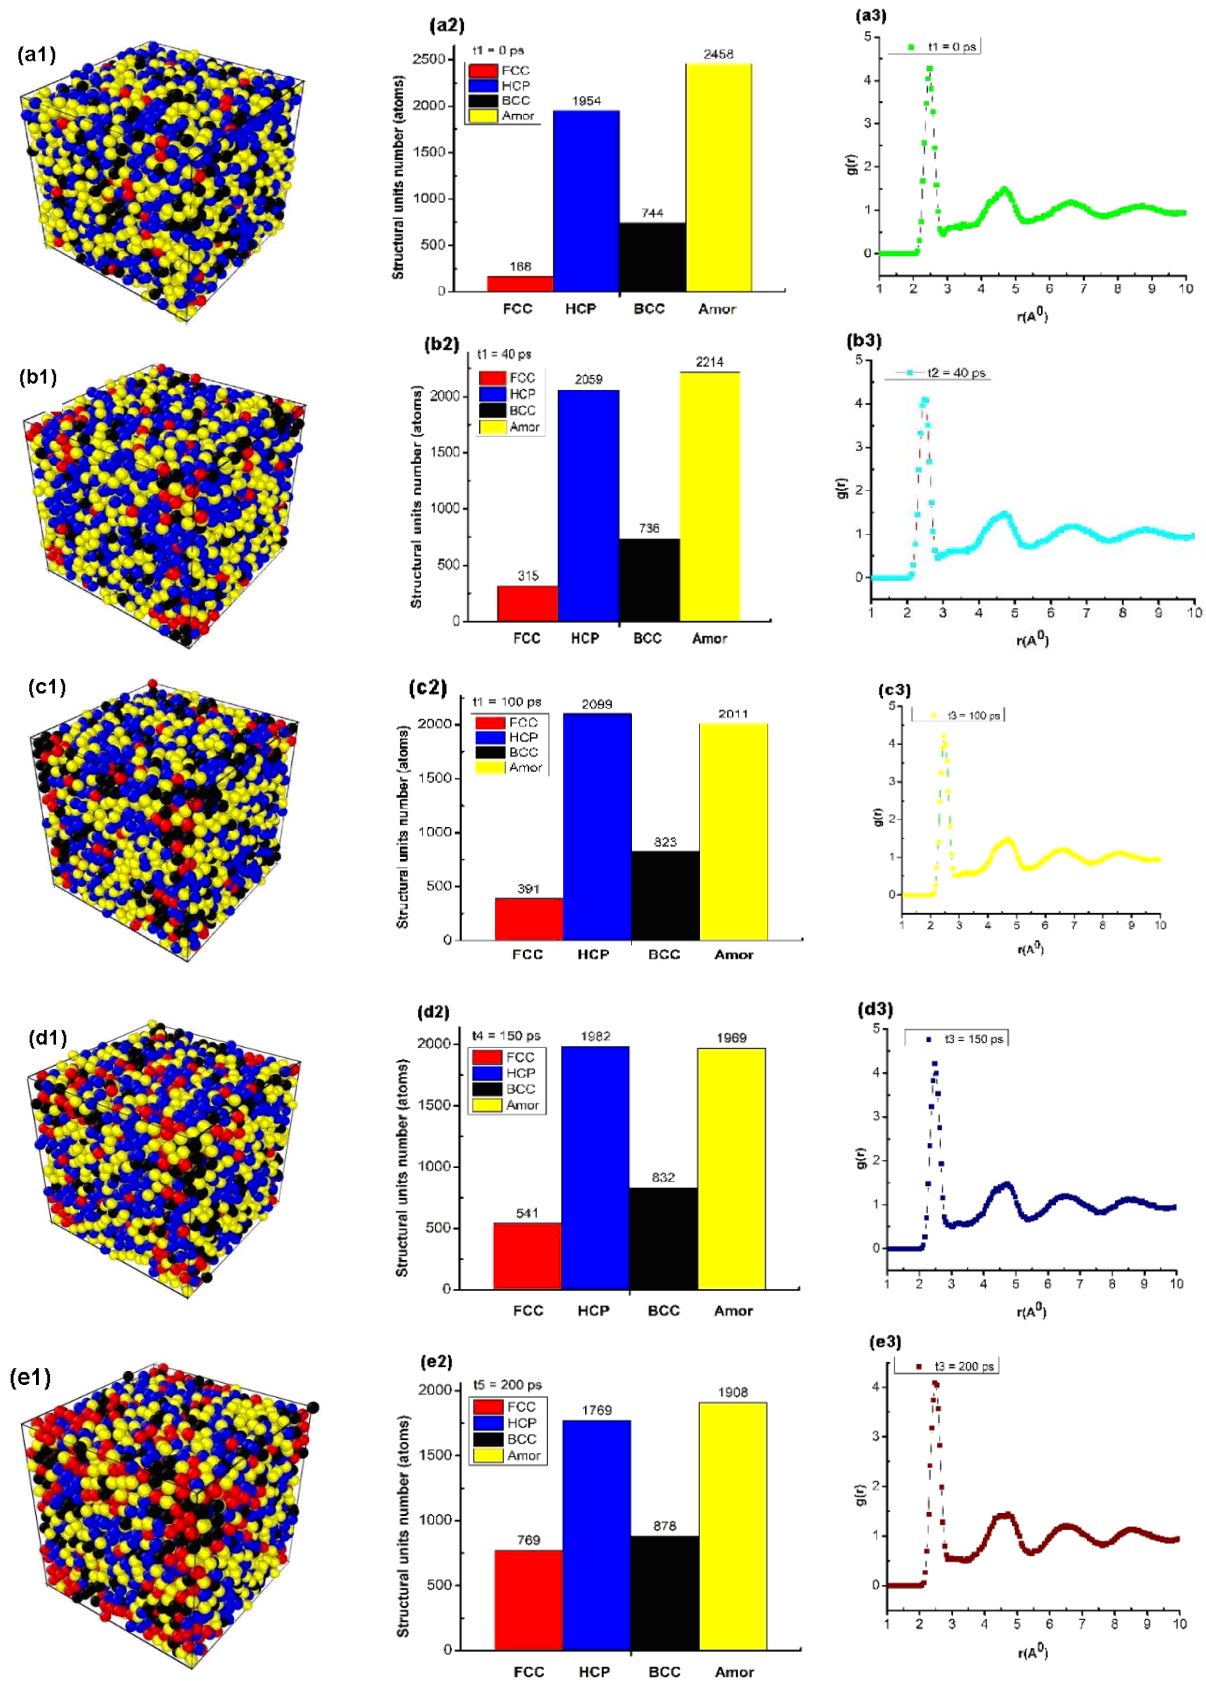 (a1)
(a2)
t1 = 0 ps
FCC
HCP
BCC
Amor
Structural units number (atoms)
2500
2000
1500
1000
500
0
168
1954
744
2458
FCC HCP BCC Amor
(a3)
t1 = 0 ps
g(r)
5
4
3
2
1
0
1 2 3 4 5 6 7 8 9 10
r(A⁰)
(b1)
(b2)
t1 = 40 ps
FCC
HCP
BCC
Amor
Structural units number (atoms)
2000
1500
1000
500
0
315
2059
736
2214
FCC HCP BCC Amor
(b3)
t2 = 40 ps
g(r)
5
4
3
2
1
0
1 2 3 4 5 6 7 8 9 10
r(A⁰)
(c1)
(c2)
t1 = 100 ps
FCC
HCP
BCC
Amor
Structural units number (atoms)
2000
1500
1000
500
0
391
2099
823
2011
FCC HCP BCC Amor
(c3)
t3 = 100 ps
g(r)
5
4
3
2
1
0
1 2 3 4 5 6 7 8 9 10
r(A⁰)
(d1)
(d2)
t4 = 150 ps
FCC
HCP
BCC
Amor
Structural units number (atoms)
2000
1500
1000
500
0
541
1982
832
1969
FCC HCP BCC Amor
(d3)
t3 = 150 ps
g(r)
5
4
3
2
1
0
1 2 3 4 5 6 7 8 9 10
r(A⁰)
(e1)
(e2)
t5 = 200 ps
FCC
HCP
BCC
Amor
Structural units number (atoms)
2000
1500
1000
500
0
769
1769
878
1908
FCC HCP BCC Amor
(e3)
t3 = 200 ps
g(r)
4
3
2
1
0
1 2 3 4 5 6 7 8 9 10
r(A⁰)